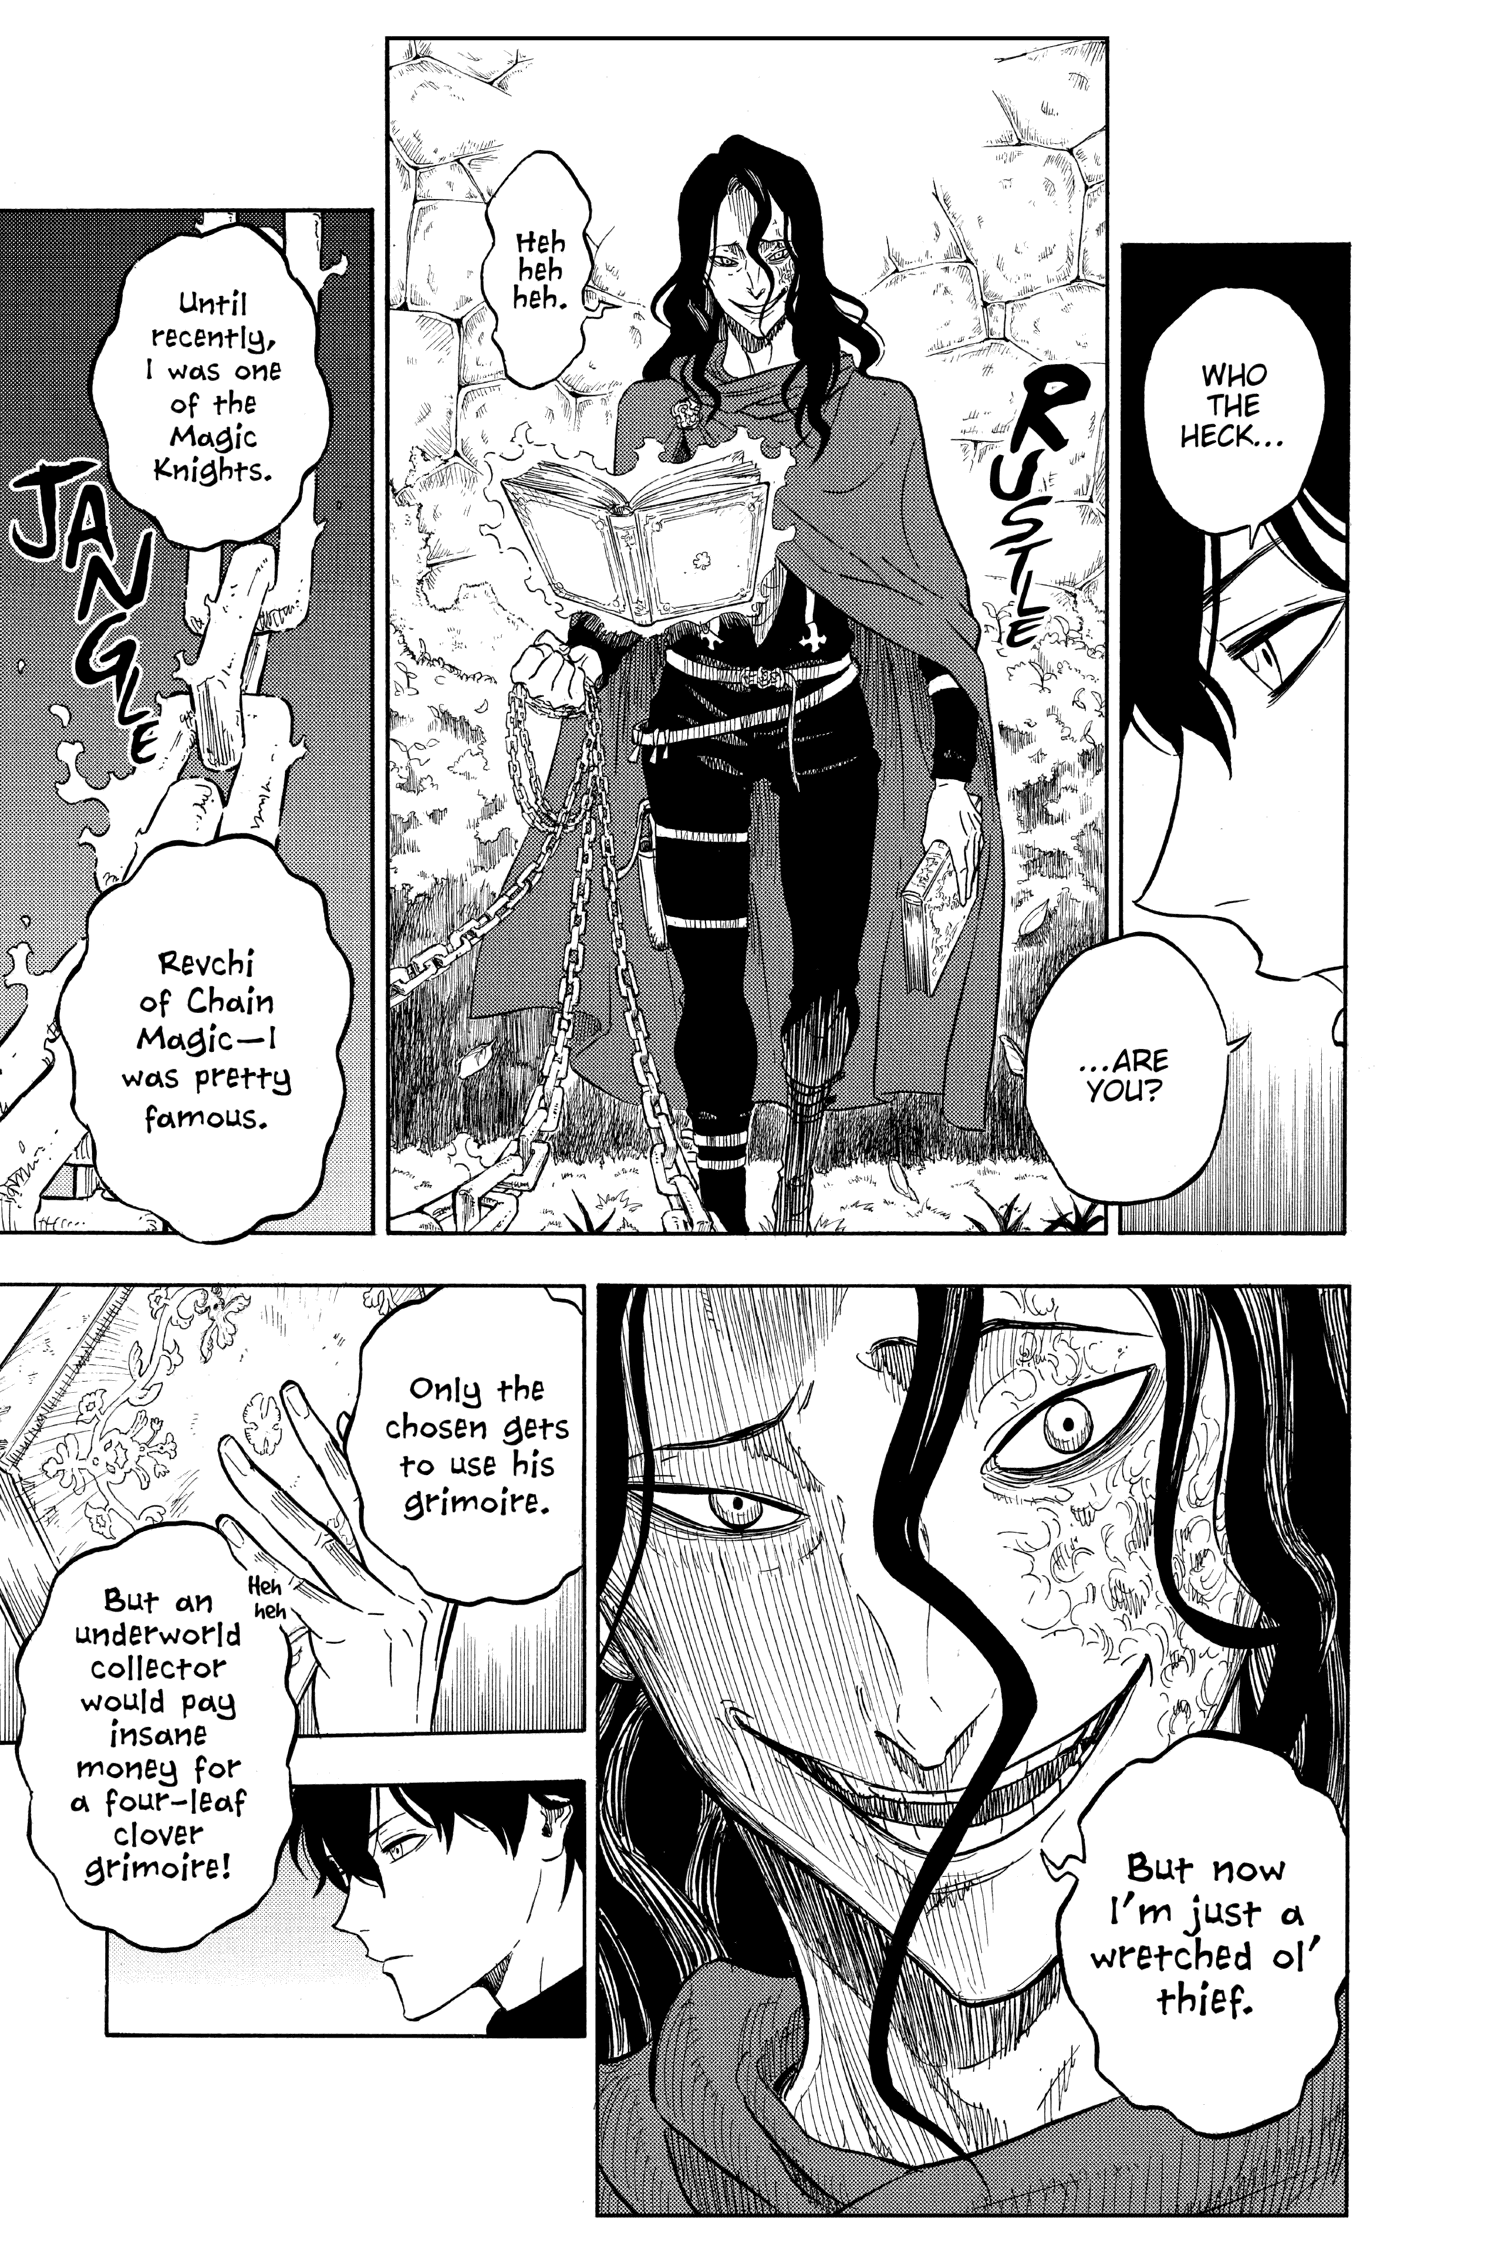 WHO
THE
HECK...
...ARE
YOU?
RUSTLE
Heh
heh
heh.
Until
recently,
I was one
of the
Magic
Knights.
JANGLE
Revchi
of Chain
Magic—I
was pretty
famous.
But now
I'm just a
wretched ol'
thief.
Only the
chosen gets
to use his
grimoire.
Heh
heh
But an
underworld
collector
would pay
insane
money for
a four-leaf
clover
grimoire!